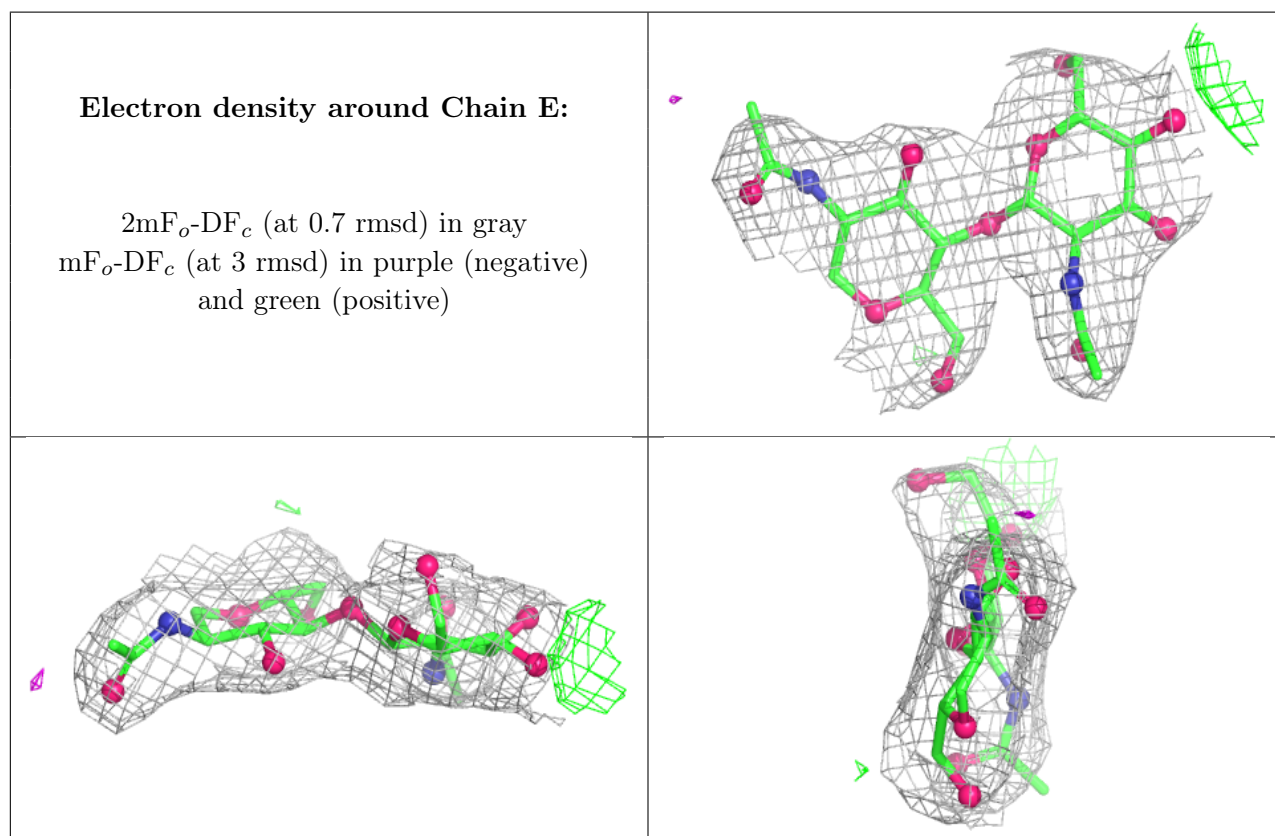 Electron density around Chain E:
2mFₒ-DF𝒸 (at 0.7 rmsd) in gray
mFₒ-DF𝒸 (at 3 rmsd) in purple (negative)
and green (positive)